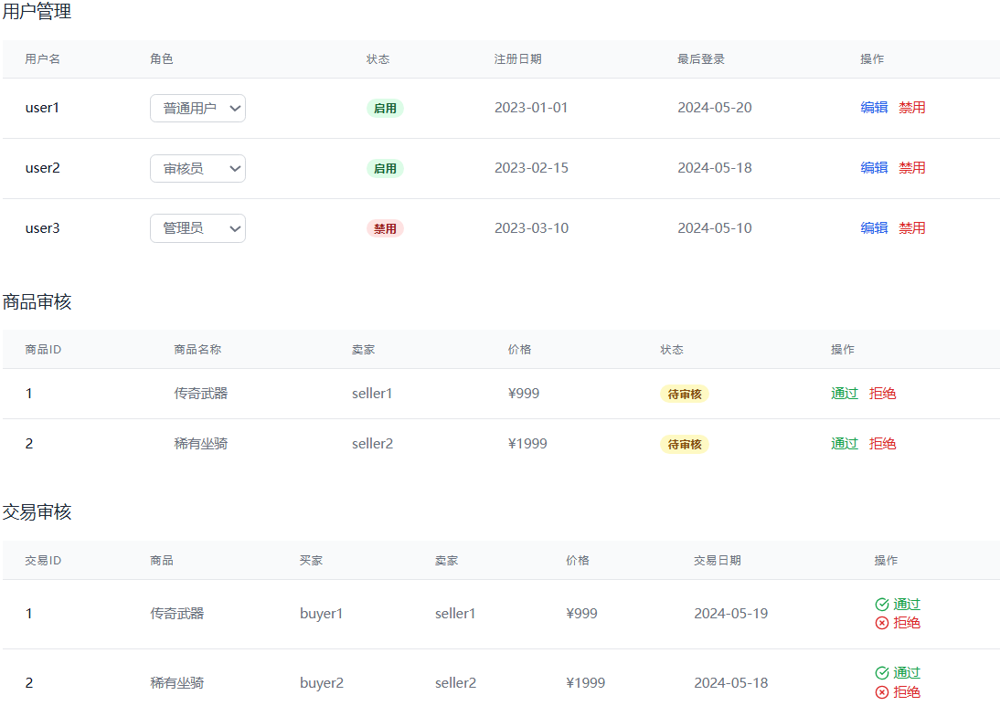 用户管理
用户名 角色 状态 注册日期 最后登录 操作
user1 普通用户 启用 2023-01-01 2024-05-20 编辑 禁用
user2 审核员 启用 2023-02-15 2024-05-18 编辑 禁用
user3 管理员 禁用 2023-03-10 2024-05-10 编辑 禁用
商品审核
商品ID 商品名称 卖家 价格 状态 操作
1 传奇武器 seller1 ¥999 待审核 通过 拒绝
2 稀有坐骑 seller2 ¥1999 待审核 通过 拒绝
交易审核
交易ID 商品 买家 卖家 价格 交易日期 操作
1 传奇武器 buyer1 seller1 ¥999 2024-05-19 通过
拒绝
2 稀有坐骑 buyer2 seller2 ¥1999 2024-05-18 通过
拒绝